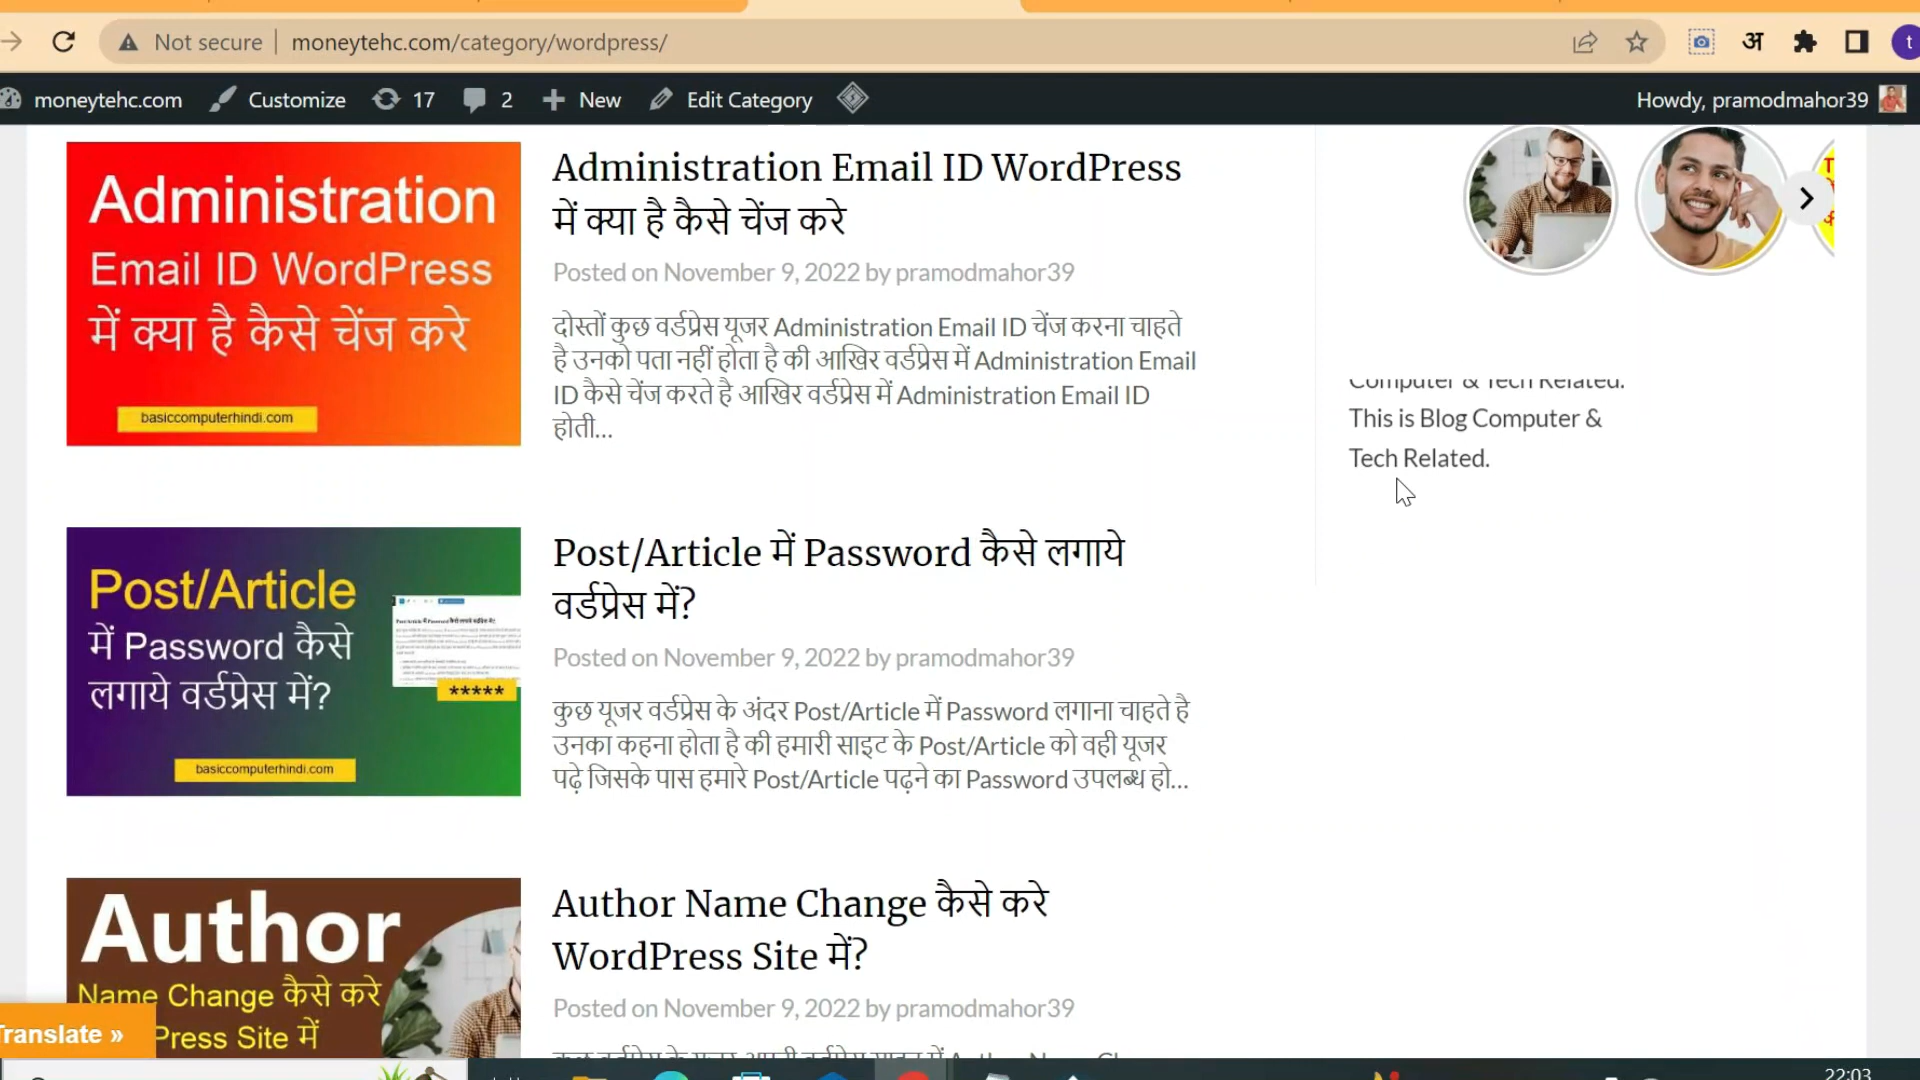 Not secure
moneytehc.com/category/wordpress/
अ
t
moneytehc.com Customize 17 2 New Edit Category
Howdy, pramodmahor39
Administration
Email ID WordPress
में क्या है कैसे चेंज करे
basiccomputerhindi.com
Administration Email ID WordPress
में क्या है कैसे चेंज करे
Posted on November 9, 2022 by pramodmahor39
दोस्तों कुछ वर्डप्रेस यूजर Administration Email ID चेंज करना चाहते
है उनको पता नहीं होता है की आखिर वर्डप्रेस में Administration Email
ID कैसे चेंज करते है आखिर वर्डप्रेस में Administration Email ID
होती...
Computer & Tech Related.
This is Blog Computer &
Tech Related.
Post/Article
में Password कैसे
लगाये वर्डप्रेस में?
*****
basiccomputerhindi.com
Post/Article में Password कैसे लगाये
वर्डप्रेस में?
Posted on November 9, 2022 by pramodmahor39
कुछ यूजर वर्डप्रेस के अंदर Post/Article में Password लगाना चाहते है
उनका कहना होता है की हमारी साइट के Post/Article को वही यूजर
पढ़े जिसके पास हमारे Post/Article पढ़ने का Password उपलब्ध हो...
Author
Name Change कैसे करे
Press Site में
Author Name Change कैसे करे
WordPress Site में?
Posted on November 9, 2022 by pramodmahor39
Translate »
22:03